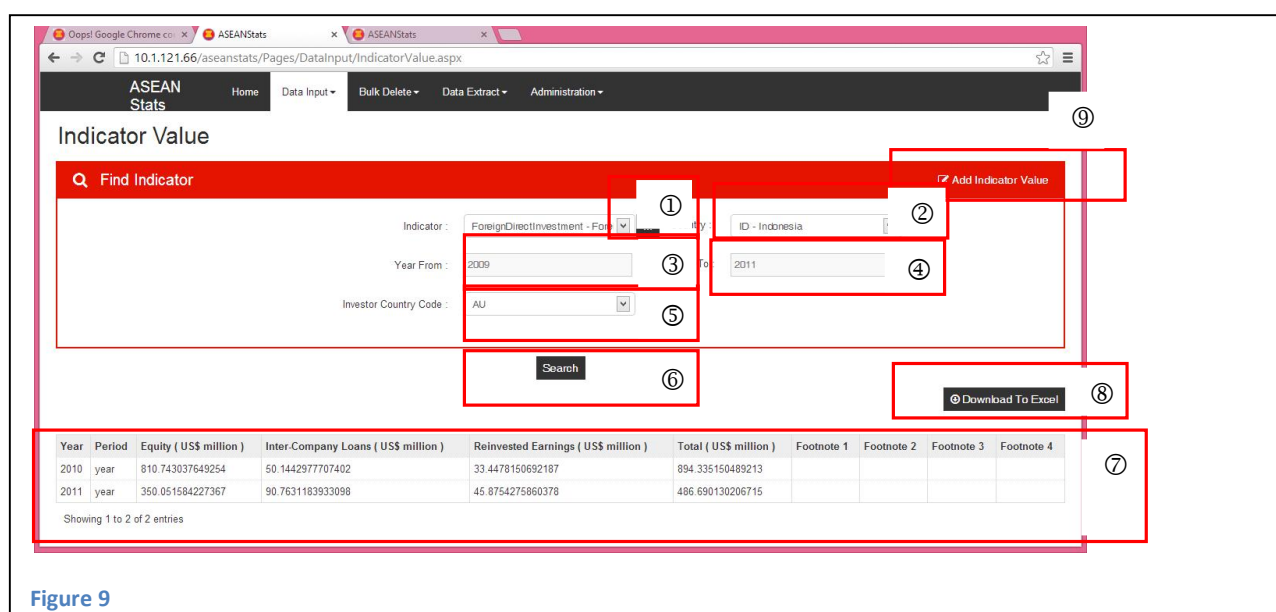 Oops! Google Chrome co ASEANStats ASEANStats
10.1.121.66/aseanstats/Pages/DataInput/IndicatorValue.aspx
ASEAN Stats Home Data Input Bulk Delete Data Extract Administration
⑨
Indicator Value
Find Indicator Add Indicator Value
Indicator : ForeignDirectInvestment - Fore ① try : ID - Indonesia ②
Year From : 2009 ③ To : 2011 ④
Investor Country Code : AU ⑤
Search ⑥
Download To Excel ⑧
Year Period Equity ( US$ million ) Inter-Company Loans ( US$ million ) Reinvested Earnings ( US$ million ) Total ( US$ million ) Footnote 1 Footnote 2 Footnote 3 Footnote 4
⑦
2010 year 810.743037649254 50.1442977707402 33.4478150692187 894.335150489213
2011 year 350.051584227367 90.7631183933098 45.8754275860378 486.690130206715
Showing 1 to 2 of 2 entries
Figure 9